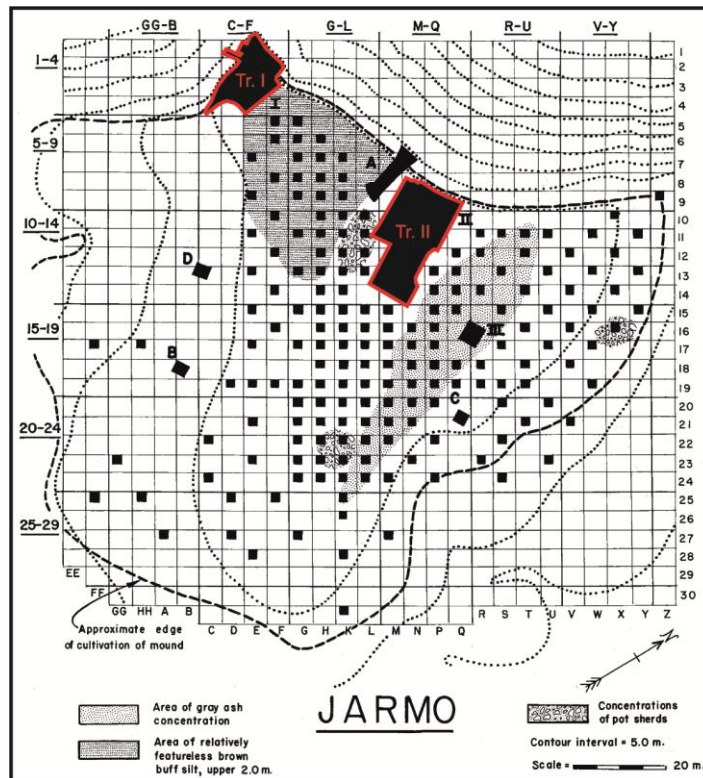 GG-B C-F G-L M-Q R-U V-Y
1-4
5-9
10-14
15-19
20-24
25-29
1
2
3
4
5
6
7
8
9
10
11
12
13
14
15
16
17
18
19
20
21
22
23
24
25
26
27
28
29
30
Tr. I
I
A
Tr. II
II
D
III
B
C
EE
FF
GG HH A B
C D E F G H K L M N P Q
R S T U V W X Y Z
Approximate edge
of cultivation of mound
JARMO
Area of gray ash
concentration
Area of relatively
featureless brown
buff silt, upper 2.0 m.
Concentrations
of pot sherds
Contour interval = 5.0 m.
Scale = 20 m.